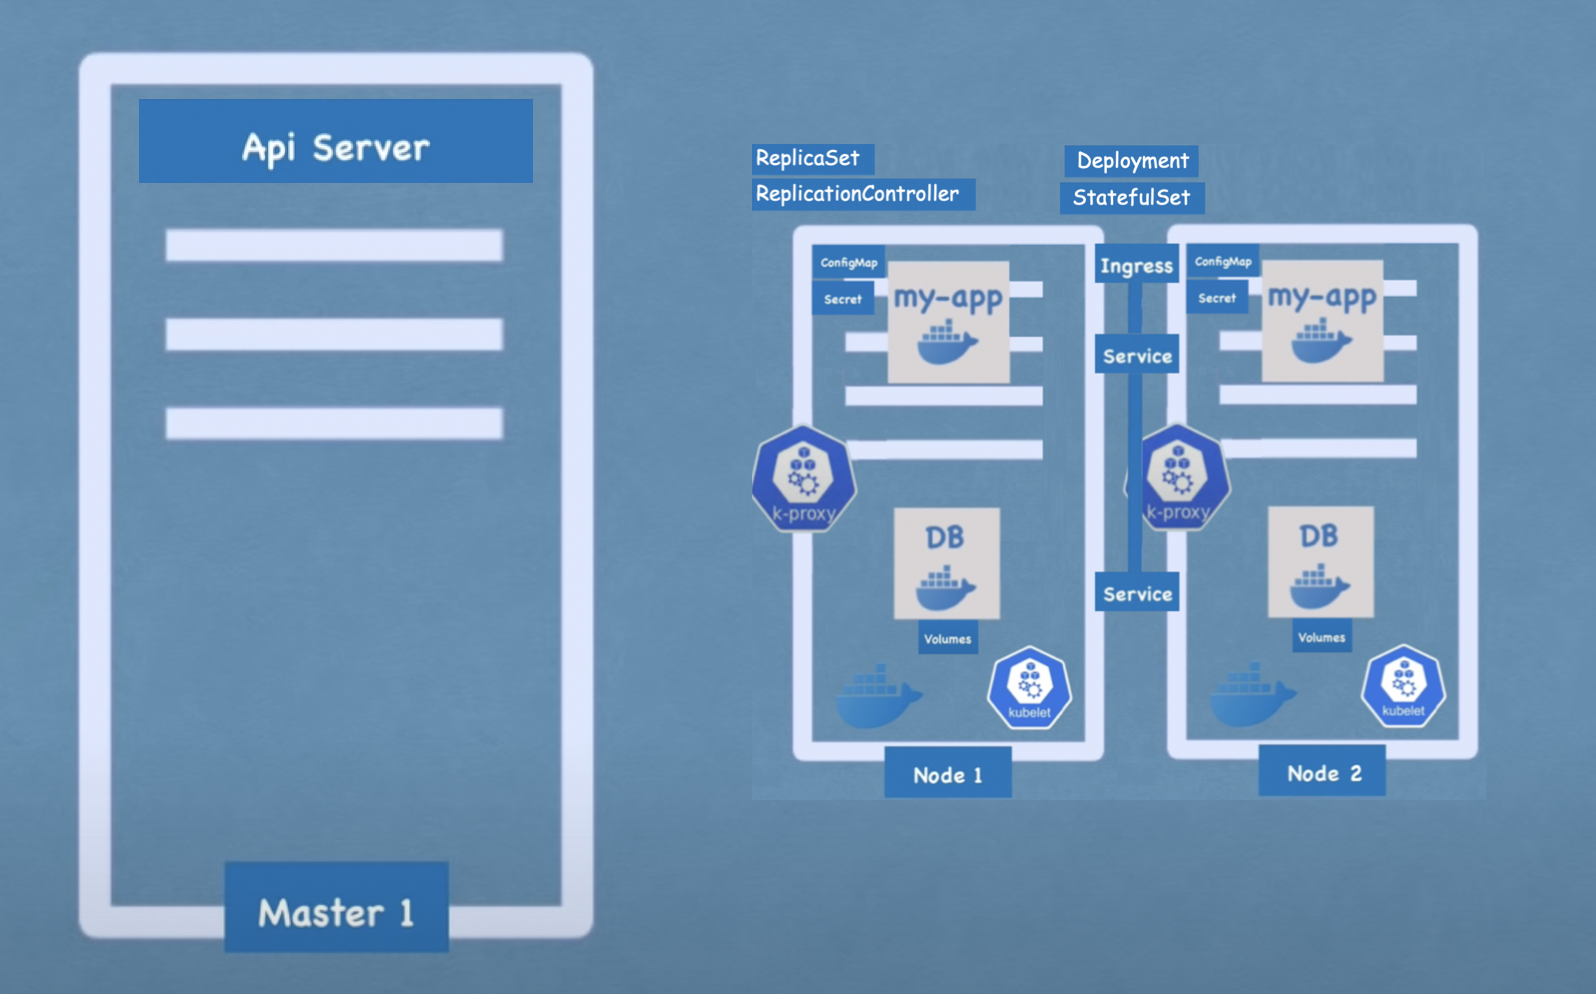 Api Server
Master 1
ReplicaSet
ReplicationController
Deployment
StatefulSet
ConfigMap
Secret
my-app
Ingress
Service
ConfigMap
Secret
my-app
k-proxy
k-proxy
DB
Volumes
Service
DB
Volumes
kubelet
kubelet
Node 1
Node 2